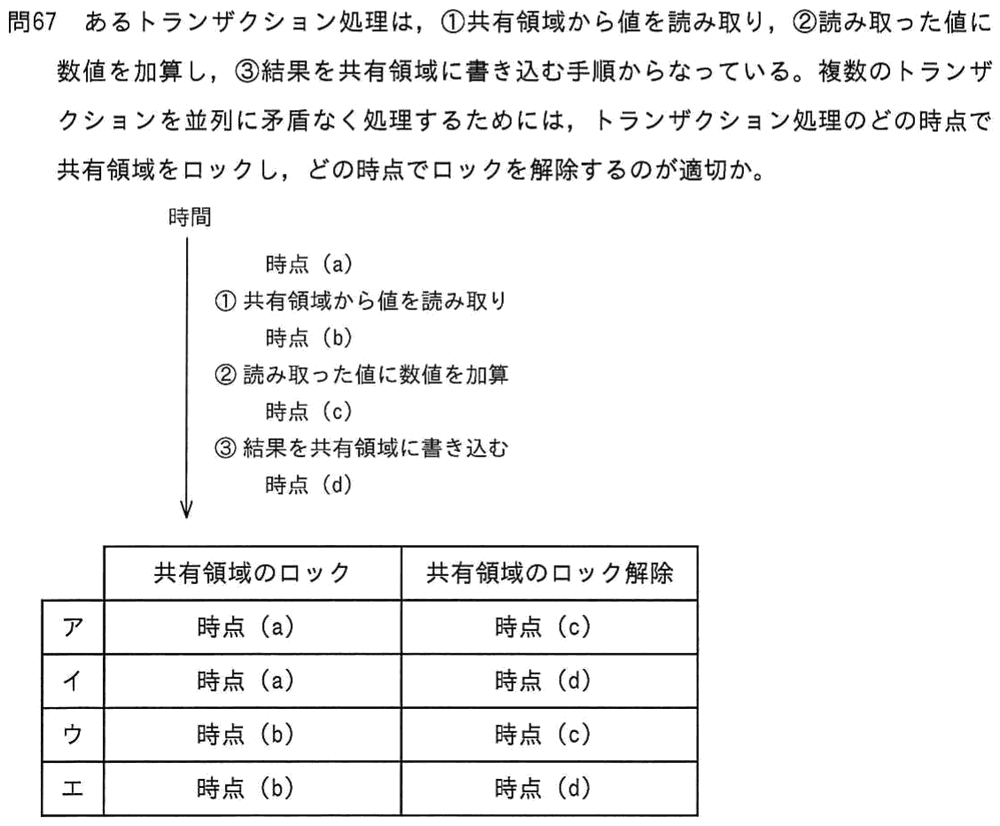 問67　あるトランザクション処理は，①共有領域から値を読み取り，②読み取った値に
数値を加算し，③結果を共有領域に書き込む手順からなっている。複数のトランザ
クションを並列に矛盾なく処理するためには，トランザクション処理のどの時点で
共有領域をロックし，どの時点でロックを解除するのが適切か。
時間
時点（a）
① 共有領域から値を読み取り
時点（b）
② 読み取った値に数値を加算
時点（c）
③ 結果を共有領域に書き込む
時点（d）
共有領域のロック　共有領域のロック解除
ア　時点（a）　時点（c）
イ　時点（a）　時点（d）
ウ　時点（b）　時点（c）
エ　時点（b）　時点（d）